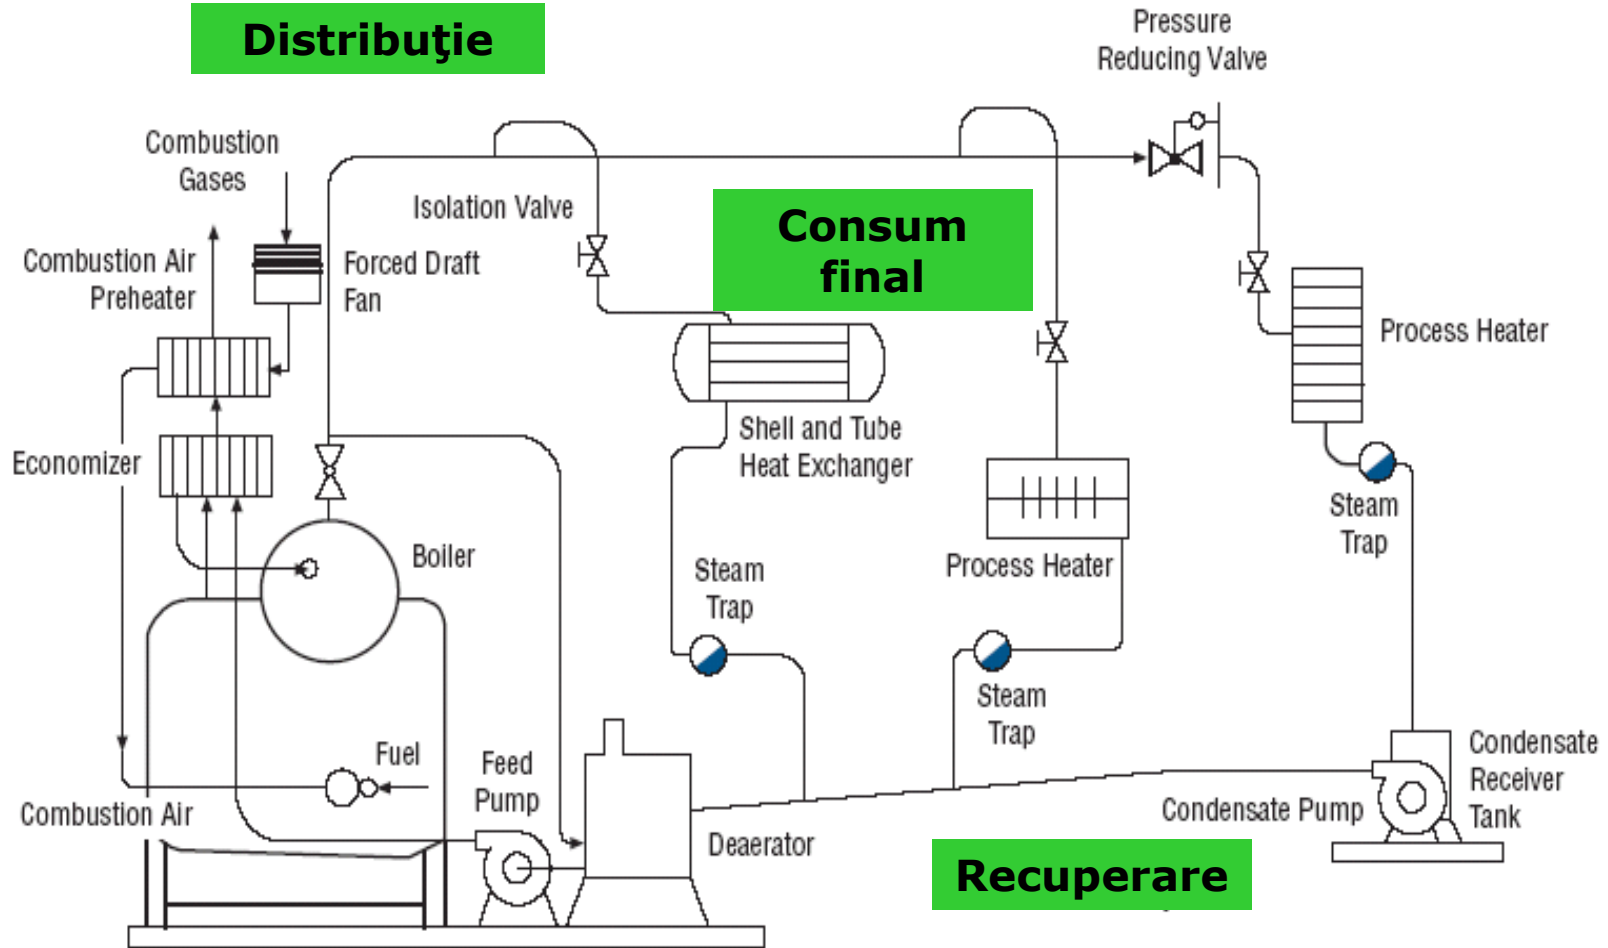 Distribuţie
Pressure
Reducing Valve
Combustion
Gases
Isolation Valve
Consum
final
Combustion Air
Preheater
Forced Draft
Fan
Process Heater
Shell and Tube
Heat Exchanger
Economizer
Steam
Trap
Boiler
Process Heater
Steam
Trap
Steam
Trap
Fuel
Feed
Pump
Condensate
Receiver
Tank
Combustion Air
Condensate Pump
Deaerator
Recuperare